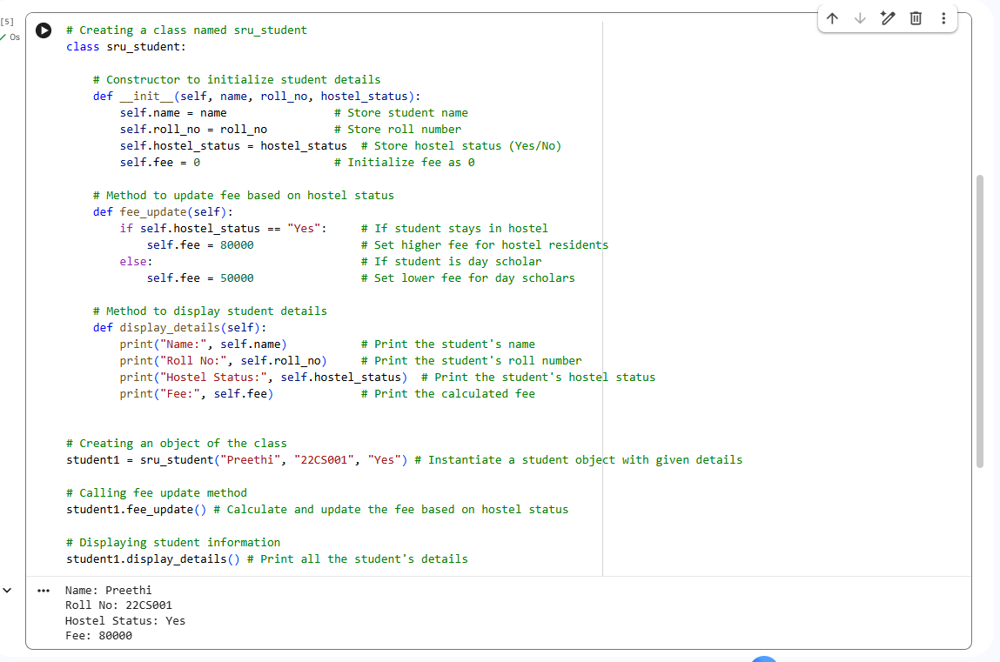 [5]
0s
# Creating a class named sru_student
class sru_student:
    # Constructor to initialize student details
    def __init__(self, name, roll_no, hostel_status):
        self.name = name                # Store student name
        self.roll_no = roll_no          # Store roll number
        self.hostel_status = hostel_status  # Store hostel status (Yes/No)
        self.fee = 0                    # Initialize fee as 0
    # Method to update fee based on hostel status
    def fee_update(self):
        if self.hostel_status == "Yes":     # If student stays in hostel
            self.fee = 80000                # Set higher fee for hostel residents
        else:                               # If student is day scholar
            self.fee = 50000                # Set lower fee for day scholars
    # Method to display student details
    def display_details(self):
        print("Name:", self.name)           # Print the student's name
        print("Roll No:", self.roll_no)     # Print the student's roll number
        print("Hostel Status:", self.hostel_status)  # Print the student's hostel status
        print("Fee:", self.fee)             # Print the calculated fee
# Creating an object of the class
student1 = sru_student("Preethi", "22CS001", "Yes") # Instantiate a student object with given details
# Calling fee update method
student1.fee_update() # Calculate and update the fee based on hostel status
# Displaying student information
student1.display_details() # Print all the student's details
Name: Preethi
Roll No: 22CS001
Hostel Status: Yes
Fee: 80000